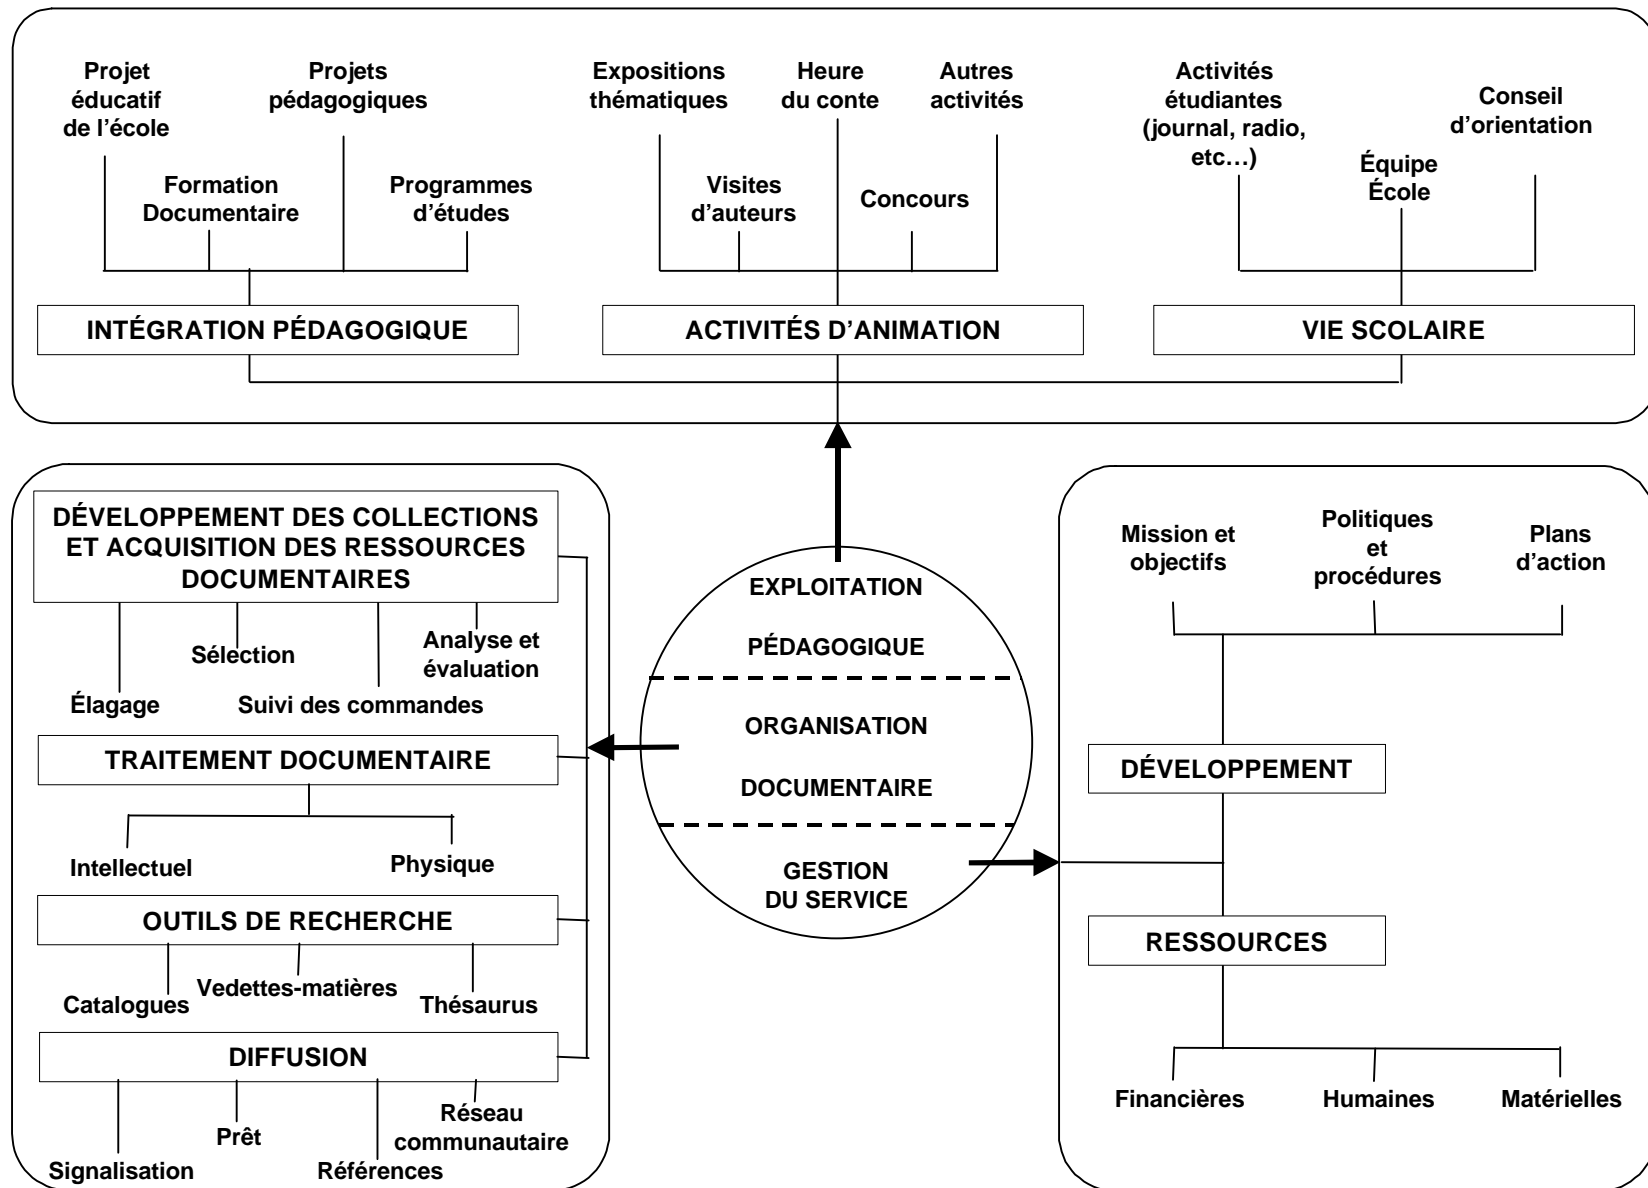 Projet
éducatif
de l'école
Projets
pédagogiques
Formation
Documentaire
Programmes
d'études
INTÉGRATION PÉDAGOGIQUE
Expositions
thématiques
Heure
du conte
Autres
activités
Visites
d'auteurs
Concours
ACTIVITÉS D'ANIMATION
Activités
étudiantes
(journal, radio,
etc…)
Équipe
École
Conseil
d'orientation
VIE SCOLAIRE
DÉVELOPPEMENT DES COLLECTIONS
ET ACQUISITION DES RESSOURCES
DOCUMENTAIRES
Élagage
Sélection
Suivi des commandes
Analyse et
évaluation
TRAITEMENT DOCUMENTAIRE
Intellectuel
Physique
OUTILS DE RECHERCHE
Catalogues
Vedettes-matières
Thésaurus
DIFFUSION
Signalisation
Prêt
Références
Réseau
communautaire
EXPLOITATION
PÉDAGOGIQUE
ORGANISATION
DOCUMENTAIRE
GESTION
DU SERVICE
Mission et
objectifs
Politiques
et
procédures
Plans
d'action
DÉVELOPPEMENT
RESSOURCES
Financières
Humaines
Matérielles